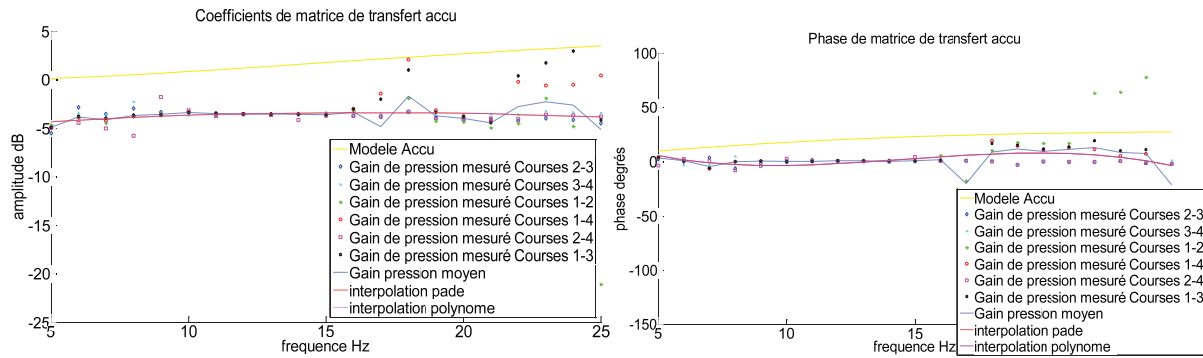 Coefficients de matrice de transfert accu
5
0
-5
-10
-15
-20
-25
amplitude dB
5
10
15
20
25
frequence Hz
Modele Accu
Gain de pression mesuré Courses 2-3
Gain de pression mesuré Courses 3-4
Gain de pression mesuré Courses 1-2
Gain de pression mesuré Courses 1-4
Gain de pression mesuré Courses 2-4
Gain de pression mesuré Courses 1-3
Gain presson moyen
interpolation pade
interpolation polynome
Phase de matrice de transfert accu
100
50
0
-50
-100
-150
phase degrés
5
10
15
frequence Hz
Modele Accu
Gain de pression mesuré Courses 2-3
Gain de pression mesuré Courses 3-4
Gain de pression mesuré Courses 1-2
Gain de pression mesuré Courses 1-4
Gain de pression mesuré Courses 2-4
Gain de pression mesuré Courses 1-3
Gain presson moyen
interpolation pade
interpolation polynome